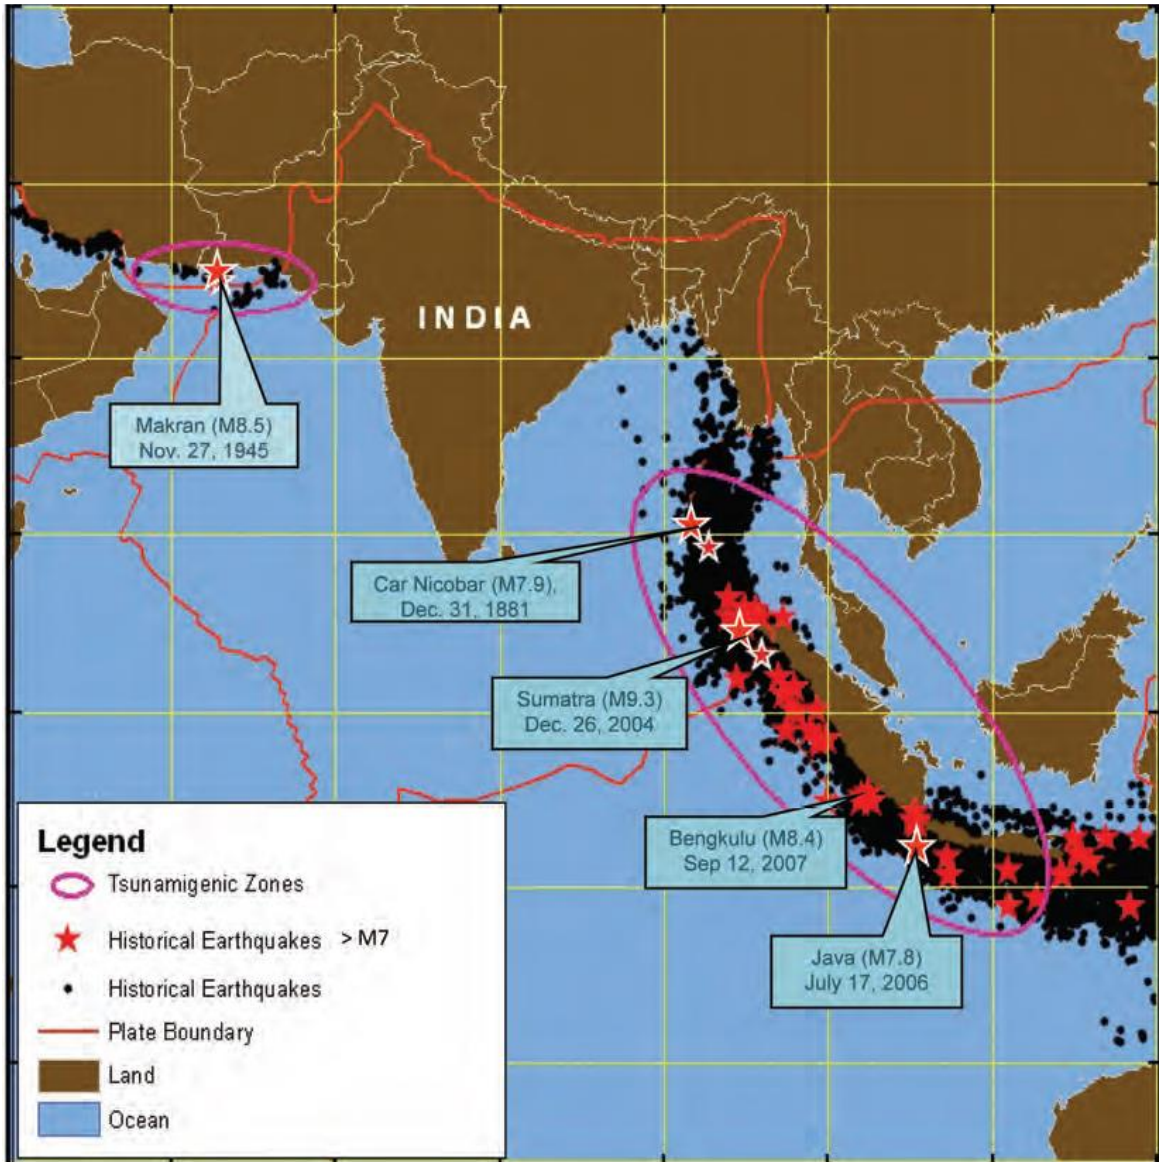 INDIA
Makran (M8.5)
Nov. 27, 1945
Car Nicobar (M7.9),
Dec. 31, 1881
Sumatra (M9.3)
Dec. 26, 2004
Bengkulu (M8.4)
Sep 12, 2007
Java (M7.8)
July 17, 2006
Legend
Tsunamigenic Zones
Historical Earthquakes > M7
Historical Earthquakes
Plate Boundary
Land
Ocean